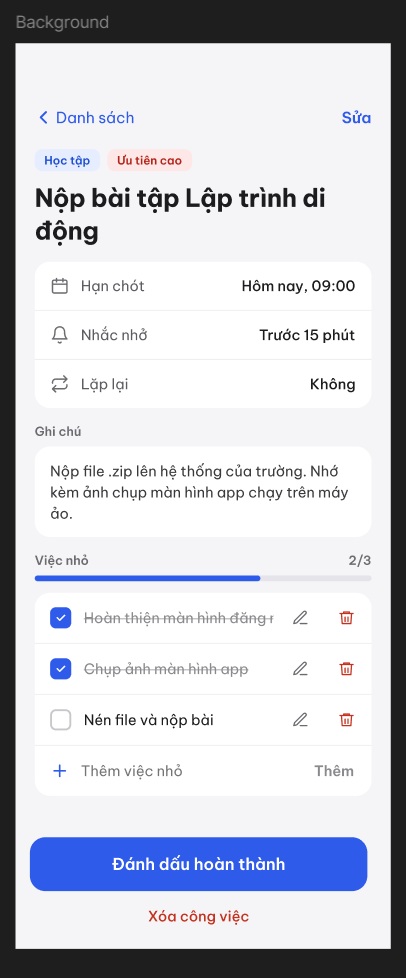 Background
Danh sách
Sửa
Học tập
Ưu tiên cao
Nộp bài tập Lập trình di
động
Hạn chót
Hôm nay, 09:00
Nhắc nhở
Trước 15 phút
Lặp lại
Không
Ghi chú
Nộp file .zip lên hệ thống của trường. Nhớ
kèm ảnh chụp màn hình app chạy trên máy
ảo.
Việc nhỏ
2/3
Hoàn thiện màn hình đăng
Chụp ảnh màn hình app
Nén file và nộp bài
Thêm việc nhỏ
Thêm
Đánh dấu hoàn thành
Xóa công việc